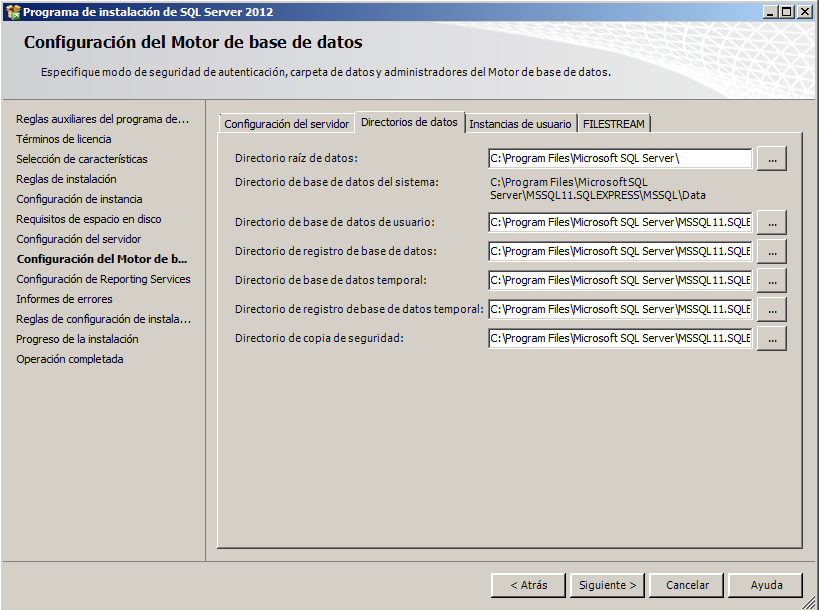 Programa de instalación de SQL Server 2012
Configuración del Motor de base de datos
Especifique modo de seguridad de autenticación, carpeta de datos y administradores del Motor de base de datos.
Reglas auxiliares del programa de...
Términos de licencia
Selección de características
Reglas de instalación
Configuración de instancia
Requisitos de espacio en disco
Configuración del servidor
Configuración del Motor de b...
Configuración de Reporting Services
Informes de errores
Reglas de configuración de instala...
Progreso de la instalación
Operación completada
Configuración del servidor
Directorios de datos
Instancias de usuario
FILESTREAM
Directorio raíz de datos:
C:\Program Files\Microsoft SQL Server\
...
Directorio de base de datos del sistema:
C:\Program Files\Microsoft SQL
Server\MSSQL11.SQLEXPRESS\MSSQL\Data
Directorio de base de datos de usuario:
C:\Program Files\Microsoft SQL Server\MSSQL11.SQLE
...
Directorio de registro de base de datos:
C:\Program Files\Microsoft SQL Server\MSSQL11.SQLE
...
Directorio de base de datos temporal:
C:\Program Files\Microsoft SQL Server\MSSQL11.SQLE
...
Directorio de registro de base de datos temporal:
C:\Program Files\Microsoft SQL Server\MSSQL11.SQLE
...
Directorio de copia de seguridad:
C:\Program Files\Microsoft SQL Server\MSSQL11.SQLE
...
< Atrás
Siguiente >
Cancelar
Ayuda